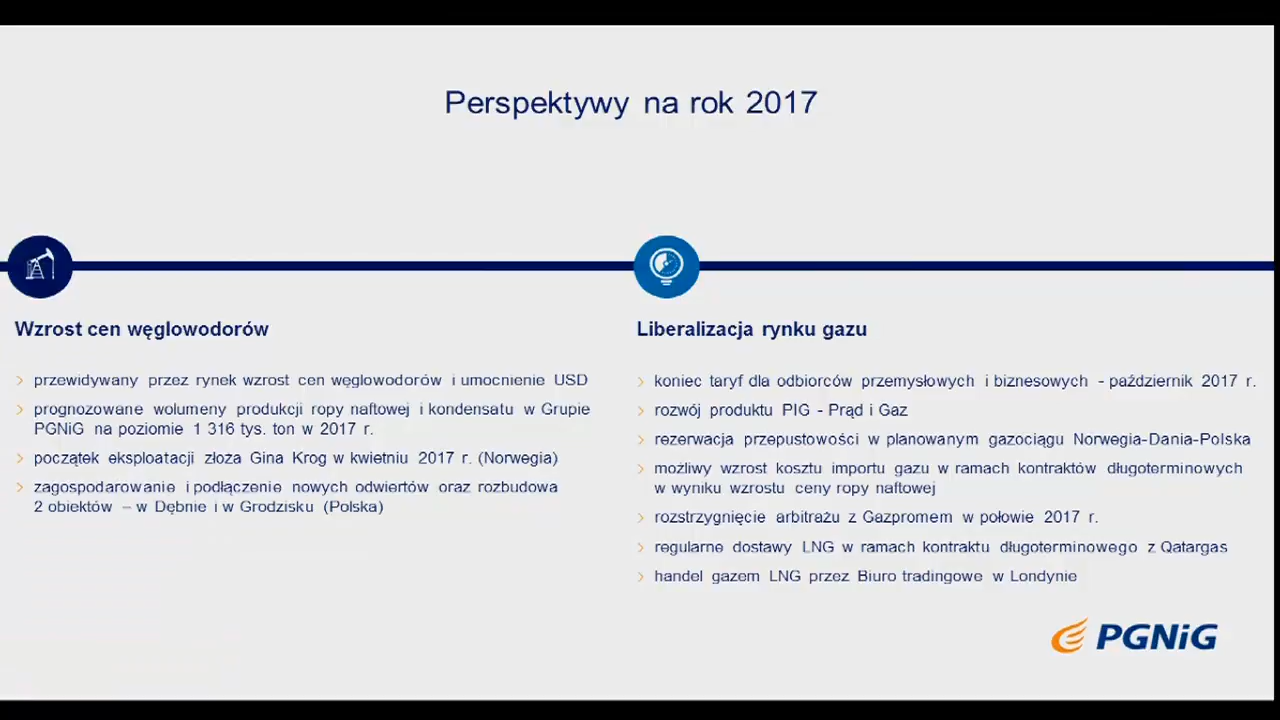 Perspektywy na rok 2017
Wzrost cen węglowodorów
przewidywany przez rynek wzrost cen węglowodorów i umocnienie USD
prognozowane wolumeny produkcji ropy naftowej i kondensatu w Grupie
PGNiG na poziomie 1 316 tys. ton w 2017 r.
początek eksploatacji złoża Gina Krog w kwietniu 2017 r. (Norwegia)
zagospodarowanie i podłączenie nowych odwiertów oraz rozbudowa
2 obiektów – w Dębnie i w Grodzisku (Polska)
Liberalizacja rynku gazu
koniec taryf dla odbiorców przemysłowych i biznesowych - październik 2017 r.
rozwój produktu PIG - Prąd i Gaz
rezerwacja przepustowości w planowanym gazociągu Norwegia-Dania-Polska
możliwy wzrost kosztu importu gazu w ramach kontraktów długoterminowych
w wyniku wzrostu ceny ropy naftowej
rozstrzygnięcie arbitrażu z Gazpromem w połowie 2017 r.
regularne dostawy LNG w ramach kontraktu długoterminowego z Qatargas
handel gazem LNG przez Biuro tradingowe w Londynie
PGNiG